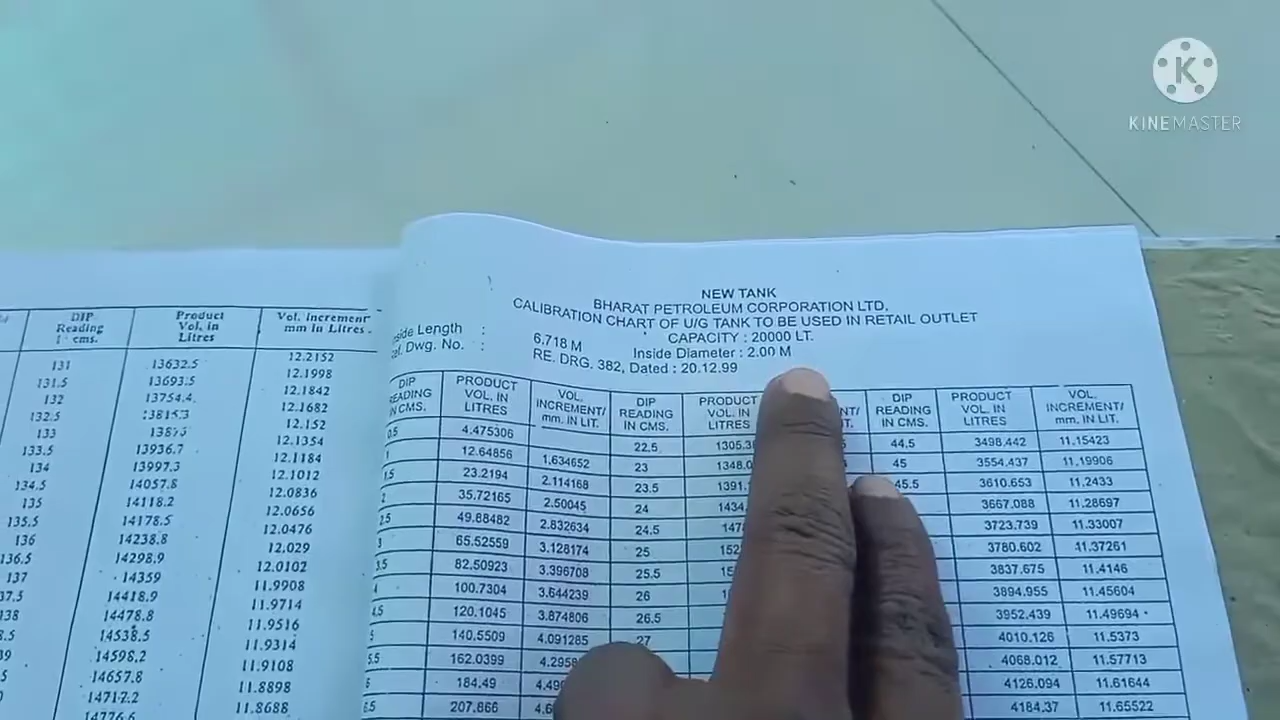 K
KINEMASTER
DIP Product Vol. Increment
Reading Vol. in mm In Litres.
cms. Litres
131 13632.5 12.2152
131.5 13693.5 12.1998
132 13754.4 12.1842
132.5 13815.3 12.1682
133 12.152
133.5 13936.7 12.1354
134 13997.3 12.1184
134.5 14057.8 12.1012
135 14118.2 12.0836
135.5 14178.5 12.0656
136 14238.8 12.0476
136.5 14298.9 12.029
137 14359 12.0102
37.5 14418.9 11.9908
138 14478.8 11.9714
8.5 14538.5 11.9516
39 14598.2 11.9314
14657.8 11.9108
14717.2 11.8898
14776.6 11.8688
NEW TANK
BHARAT PETROLEUM CORPORATION LTD.
CALIBRATION CHART OF U/G TANK TO BE USED IN RETAIL OUTLET
CAPACITY : 20000 LT.
Inside Length : 6.718 M Inside Diameter : 2.00 M
Ref. Dwg. No. : RE. DRG. 382, Dated : 20.12.99
DIP PRODUCT VOL. DIP PRODUCT DIP PRODUCT VOL.
READING VOL. IN INCREMENT/ READING VOL. IN READING VOL. IN INCREMENT/
IN CMS. LITRES mm. IN LIT. IN CMS. LITRES IN CMS. LITRES mm. IN LIT.
0.5 4.475306 22.5 44.5 3498.442 11.15423
1 12.64856 1.634652 23 45 3554.437 11.19906
1.5 23.2194 2.114168 23.5 45.5 3610.653 11.2433
2 35.72165 2.50045 24 3667.088 11.28697
2.5 49.88482 2.832634 24.5 3723.739 11.33007
3 65.52559 3.128174 25 3780.602 11.37261
3.5 82.50923 3.396708 25.5 3837.675 11.4146
4 100.7304 3.644239 26 3894.955 11.45604
4.5 120.1045 3.874806 26.5 3952.439 11.49694
5 140.5509 4.091285 27 4010.126 11.5373
5.5 162.0399 4068.012 11.57713
6 184.49 4126.094 11.61644
6.5 207.866 4184.37 11.65522